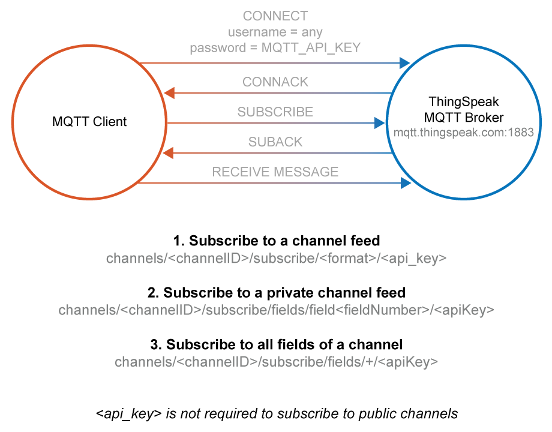 CONNECT
username = any
password = MQTT_API_KEY
CONNACK
SUBSCRIBE
SUBACK
RECEIVE MESSAGE
MQTT Client
ThingSpeak
MQTT Broker
mqtt.thingspeak.com:1883
1. Subscribe to a channel feed
channels/<channelID>/subscribe/<format>/<api_key>
2. Subscribe to a private channel feed
channels/<channelID>/subscribe/fields/field<fieldNumber>/<apiKey>
3. Subscribe to all fields of a channel
channels/<channelID>/subscribe/fields/+/<apiKey>
<api_key> is not required to subscribe to public channels